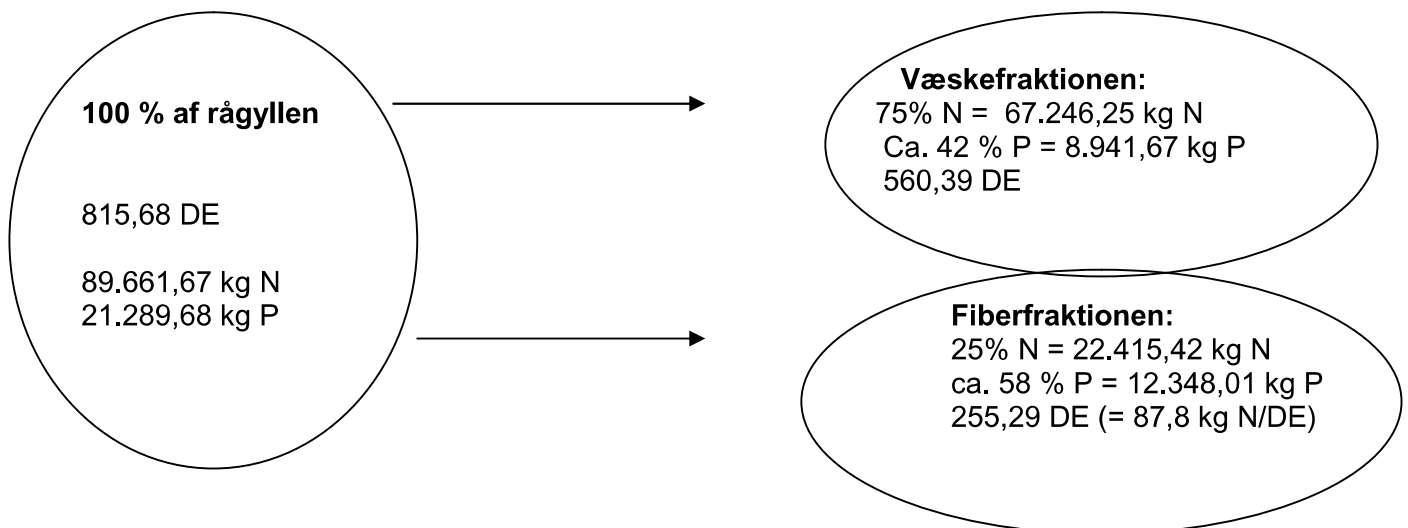 100 % af rågyllen
815,68 DE
89.661,67 kg N
21.289,68 kg P
Væskefraktionen:
75% N = 67.246,25 kg N
Ca. 42 % P = 8.941,67 kg P
560,39 DE
Fiberfraktionen:
25% N = 22.415,42 kg N
ca. 58 % P = 12.348,01 kg P
255,29 DE (= 87,8 kg N/DE)